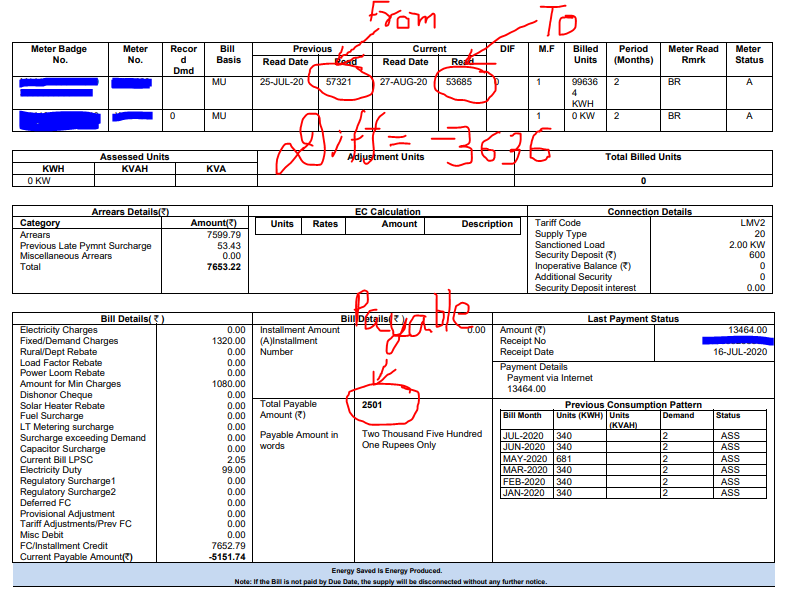 From
To
Meter Badge No. Meter No. Record Dmd Bill Basis Previous Current DIF M.F Billed Units Period (Months) Meter Read Rmrk Meter Status
Read Date Read Read Date Read
MU 25-JUL-20 57321 27-AUG-20 53685 0 1 996364 KWH 2 BR A
0 MU 1 0 KW 2 BR A
Diff = -3636
Assessed Units Adjustment Units Total Billed Units
KWH KVAH KVA
0 KW 0
Arrears Details(₹) EC Calculation Connection Details
Category Amount(₹) Units Rates Amount Description Tariff Code LMV2
Arrears 7599.79 Supply Type 20
Previous Late Pymnt Surcharge 53.43 Sanctioned Load 2.00 KW
Miscellaneous Arrears 0.00 Security Deposit (₹) 600
Total 7653.22 Inoperative Balance (₹) 0
Additional Security 0
Security Deposit interest 0.00
Payable
Bill Details( ₹ ) Bill Details( ₹ ) Last Payment Status
Electricity Charges 0.00 Installment Amount 0.00 Amount (₹) 13464.00
Fixed/Demand Charges 1320.00 (A)Installment Receipt No
Rural/Dept Rebate 0.00 Number Receipt Date 16-JUL-2020
Load Factor Rebate 0.00 Payment Details
Power Loom Rebate 0.00 Payment via Internet
Amount for Min Charges 1080.00 13464.00
Dishonor Cheque 0.00
Solar Heater Rebate 0.00 Total Payable 2501 Previous Consumption Pattern
Fuel Surcharge 0.00 Amount (₹) Bill Month Units (KWH) Units (KVAH) Demand Status
LT Metering surcharge 0.00
Surcharge exceeding Demand 0.00 Payable Amount in Two Thousand Five Hundred JUL-2020 340 2 ASS
Capacitor Surcharge 0.00 words One Rupees Only JUN-2020 340 2 ASS
Current Bill LPSC 2.05 MAY-2020 681 2 ASS
Electricity Duty 99.00 MAR-2020 340 2 ASS
Regulatory Surcharge1 0.00 FEB-2020 340 2 ASS
Regulatory Surcharge2 0.00 JAN-2020 340 2 ASS
Deferred FC 0.00
Provisional Adjustment 0.00
Tariff Adjustments/Prev FC 0.00
Misc Debit 0.00
FC/Installment Credit 7652.79
Current Payable Amount(₹) -5151.74
Energy Saved Is Energy Produced.
Note: If the Bill is not paid by Due Date, the supply will be disconnected without any further notice.